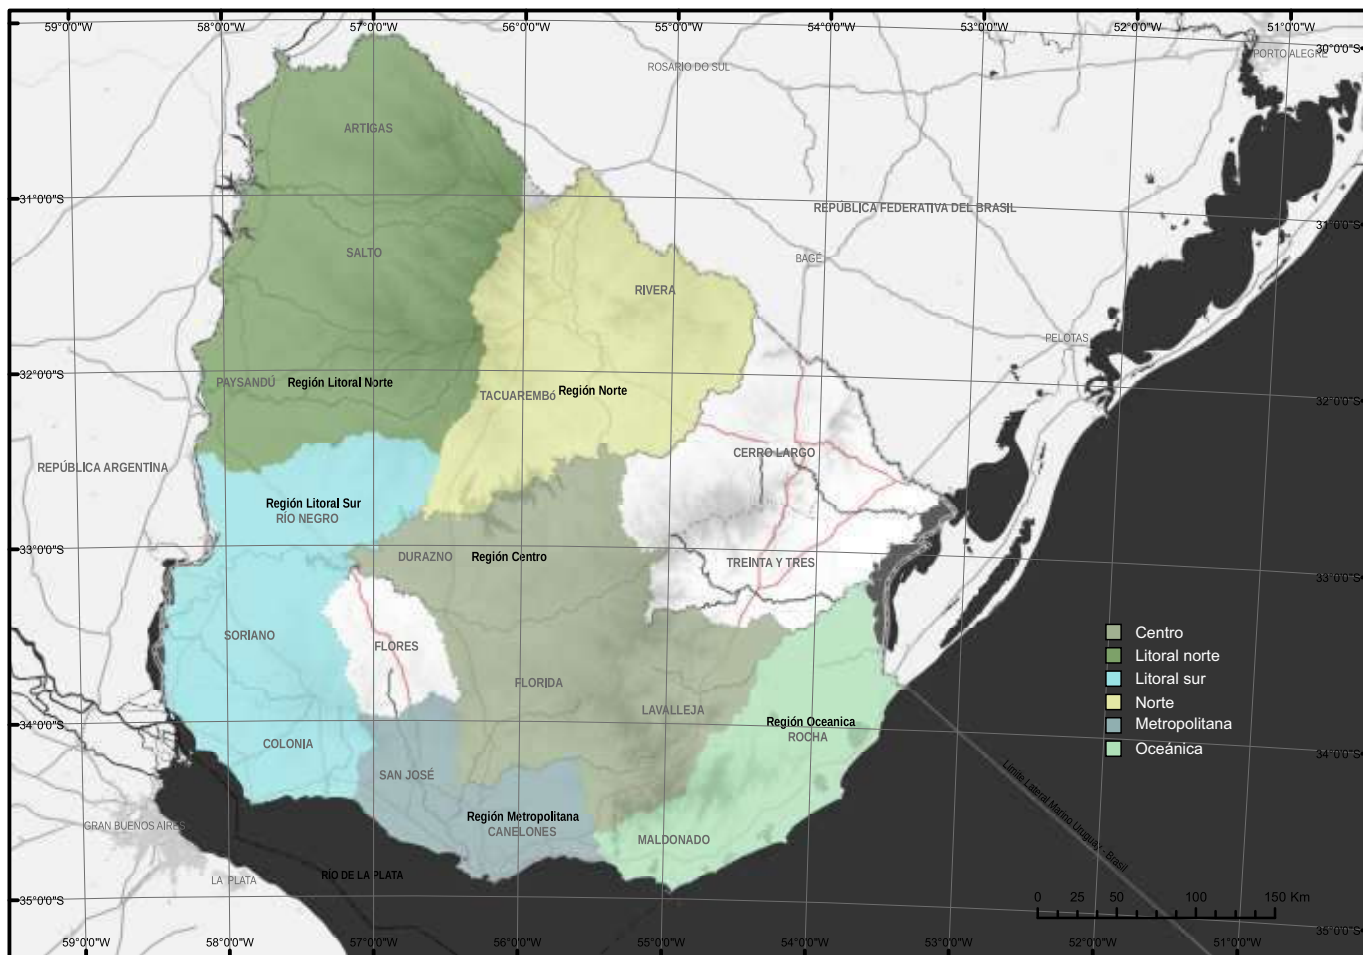 59°0'0"W 58°0'0"W 57°0'0"W 56°0'0"W 55°0'0"W 54°0'0"W 53°0'0"W 52°0'0"W 51°0'0"W
30°0'0"S
PORTO ALEGRE
ROSARIO DO SUL
ARTIGAS
31°0'0"S
REPÚBLICA FEDERATIVA DEL BRASIL
31°0'0"S
SALTO
BAGÉ
RIVERA
PELOTAS
32°0'0"S
PAYSANDÚ
Región Litoral Norte
TACUAREMBó
Región Norte
32°0'0"S
CERRO LARGO
REPÚBLICA ARGENTINA
Región Litoral Sur
RÍO NEGRO
33°0'0"S
DURAZNO
Región Centro
TREINTA Y TRES
33°0'0"S
SORIANO
FLORES
Centro
Litoral norte
Litoral sur
Norte
Metropolitana
Oceánica
FLORIDA
LAVALLEJA
34°0'0"S
Región Oceanica
ROCHA
COLONIA
34°0'0"S
SAN JOSÉ
Límite Lateral Marino Uruguay - Brasil
Región Metropolitana
CANELONES
GRAN BUENOS AIRES
MALDONADO
RÍO DE LA PLATA
LA PLATA
35°0'0"S
0 25 50 100 150 Km
35°0'0"S
59°0'0"W 58°0'0"W 57°0'0"W 56°0'0"W 55°0'0"W 54°0'0"W 53°0'0"W 52°0'0"W 51°0'0"W